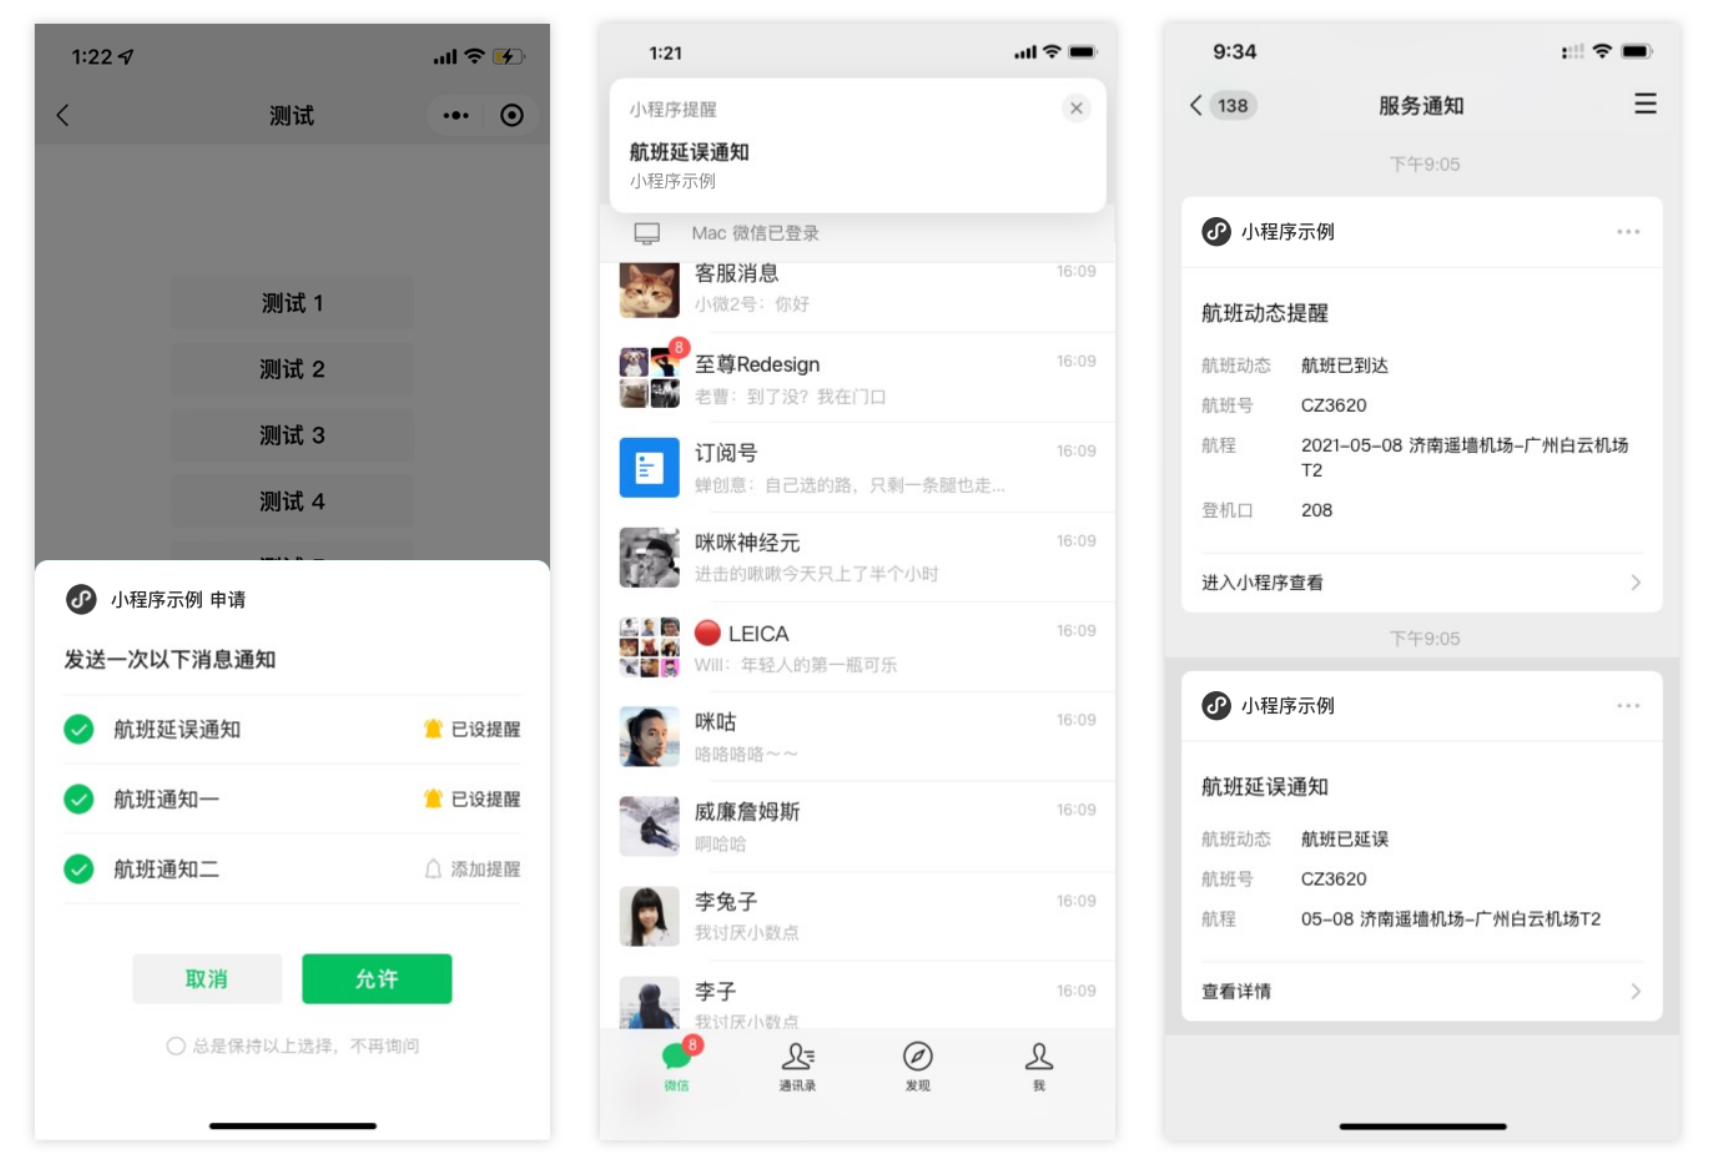 1:22
测试
测试 1
测试 2
测试 3
测试 4
小程序示例 申请
发送一次以下消息通知
航班延误通知 已设提醒
航班通知一 已设提醒
航班通知二 添加提醒
取消 允许
总是保持以上选择，不再询问
1:21
小程序提醒
航班延误通知
小程序示例
Mac 微信已登录
客服消息 16:09
小微2号：你好
8
至尊Redesign 16:09
老曹：到了没？我在门口
订阅号 16:09
蝉创意：自己选的路，只剩一条腿也走...
咪咪神经元 16:09
进击的啾啾今天只上了半个小时
LEICA 16:09
Will：年轻人的第一瓶可乐
咪咕 16:09
咯咯咯咯～～
威廉詹姆斯 16:09
啊哈哈
李兔子 16:09
我讨厌小数点
李子 16:09
我讨厌小数点
8
微信 通讯录 发现 我
9:34
138 服务通知
下午9:05
小程序示例
航班动态提醒
航班动态 航班已到达
航班号 CZ3620
航程 2021-05-08 济南遥墙机场-广州白云机场
T2
登机口 208
进入小程序查看
下午9:05
小程序示例
航班延误通知
航班动态 航班已延误
航班号 CZ3620
航程 05-08 济南遥墙机场-广州白云机场T2
查看详情